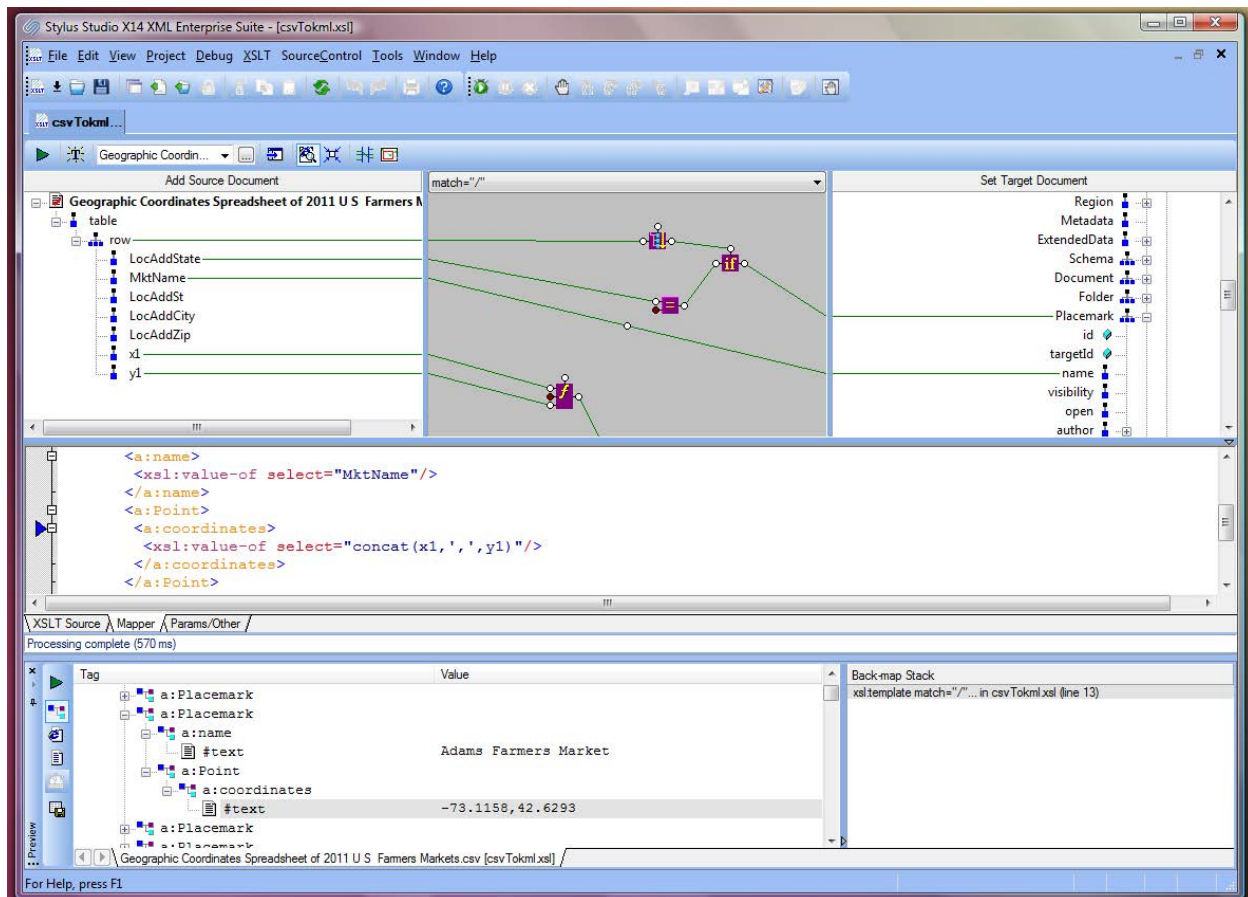 Stylus Studio X14 XML Enterprise Suite - [csvTokml.xsl]
File Edit View Project Debug XSLT SourceControl Tools Window Help
csvTokml...
Geographic Coordin...
Add Source Document
match="/"
Set Target Document
Geographic Coordinates Spreadsheet of 2011 U S Farmers M
table
row
LocAddState
MktName
LocAddSt
LocAddCity
LocAddZip
x1
y1
if
=
f
Region
Metadata
ExtendedData
Schema
Document
Folder
Placemark
id
targetId
name
visibility
open
author
<a:name>
<xsl:value-of select="MktName"/>
</a:name>
<a:Point>
<a:coordinates>
<xsl:value-of select="concat(x1,',',y1)"/>
</a:coordinates>
</a:Point>
XSLT Source Mapper Params/Other
Processing complete (570 ms)
Tag Value
a:Placemark
a:Placemark
a:name
#text Adams Farmers Market
a:Point
a:coordinates
#text -73.1158,42.6293
a:Placemark
a:Placemark
Back-map Stack
xsl:template match="/"... in csvTokml.xsl (line 13)
Preview
Geographic Coordinates Spreadsheet of 2011 U S Farmers Markets.csv [csvTokml.xsl]
For Help, press F1